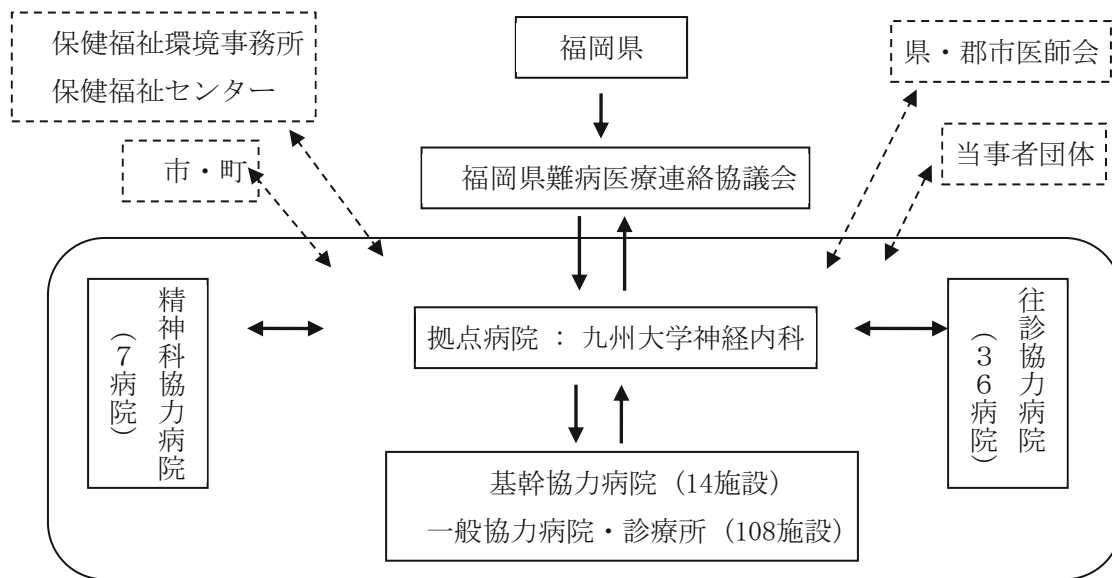 保健福祉環境事務所
保健福祉センター
福岡県
県・郡市医師会
市・町
福岡県難病医療連絡協議会
当事者団体
精神科協力病院
（７病院）
拠点病院 ： 九州大学神経内科
往診協力病院
（３６病院）
基幹協力病院 (14施設)
一般協力病院・診療所 (108施設)